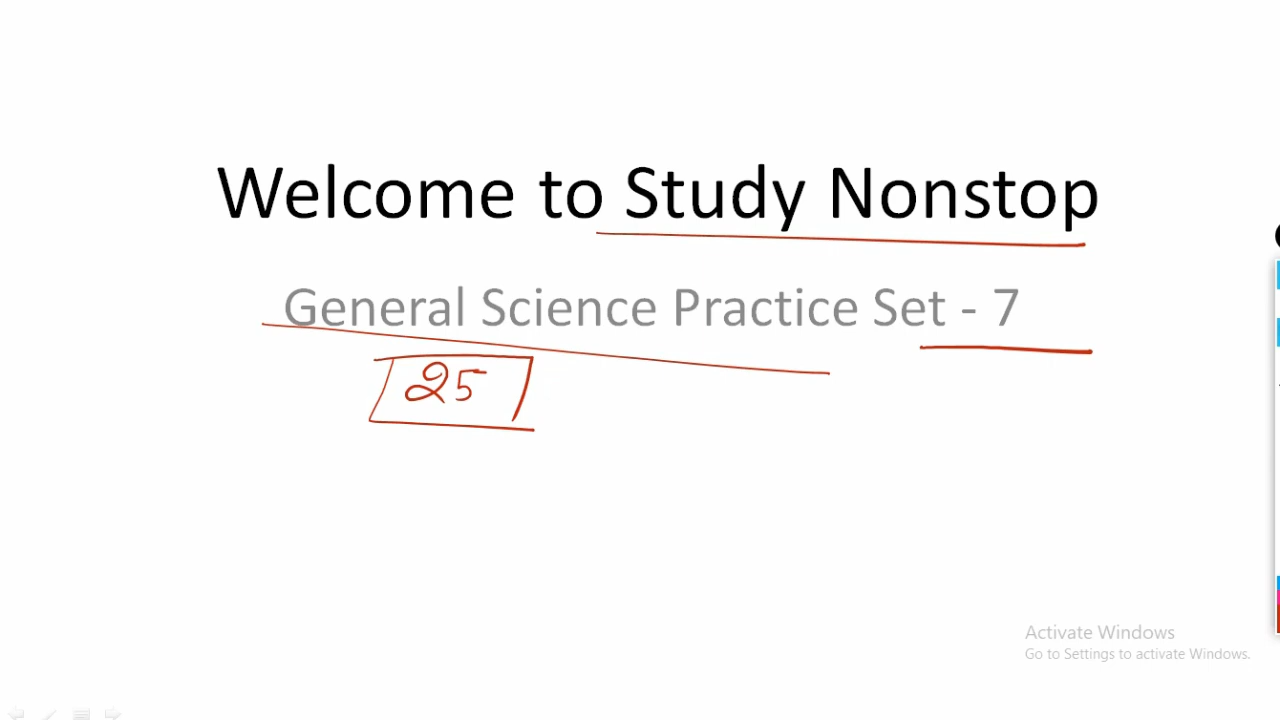 Welcome to Study Nonstop
General Science Practice Set - 7
25
Activate Windows
Go to Settings to activate Windows.